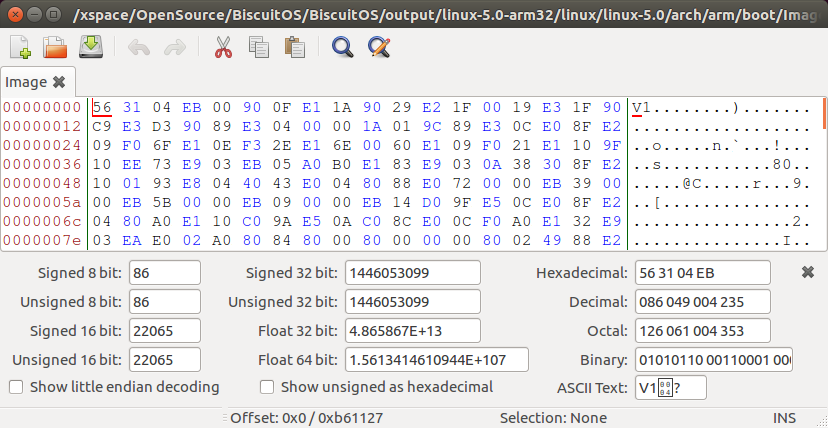 /xspace/OpenSource/BiscuitOS/BiscuitOS/output/linux-5.0-arm32/linux/linux-5.0/arch/arm/boot/Imag
Image
00000000 56 31 04 EB 00 90 0F E1 1A 90 29 E2 1F 00 19 E3 1F 90 V1........).......
00000012 C9 E3 D3 90 89 E3 04 00 00 1A 01 9C 89 E3 0C E0 8F E2 ..................
00000024 09 F0 6F E1 0E F3 2E E1 6E 00 60 E1 09 F0 21 E1 10 9F ..o.....n.`...!...
00000036 10 EE 73 E9 03 EB 05 A0 B0 E1 83 E9 03 0A 38 30 8F E2 ..s...........80..
00000048 10 01 93 E8 04 40 43 E0 04 80 88 E0 72 00 00 EB 39 00 .....@C.....r...9.
0000005a 00 EB 5B 00 00 EB 09 00 00 EB 14 D0 9F E5 0C E0 8F E2 ..[...............
0000006c 04 80 A0 E1 10 C0 9A E5 0A C0 8C E0 0C F0 A0 E1 32 E9 ................2.
0000007e 03 EA E0 02 A0 80 84 80 00 80 00 00 00 80 02 49 88 E2 ...............I..
Signed 8 bit: 86 Signed 32 bit: 1446053099 Hexadecimal: 56 31 04 EB
Unsigned 8 bit: 86 Unsigned 32 bit: 1446053099 Decimal: 086 049 004 235
Signed 16 bit: 22065 Float 32 bit: 4.865867E+13 Octal: 126 061 004 353
Unsigned 16 bit: 22065 Float 64 bit: 1.5613414610944E+107 Binary: 01010110 00110001 000
Show little endian decoding Show unsigned as hexadecimal ASCII Text: V1?
Offset: 0x0 / 0xb61127 Selection: None INS